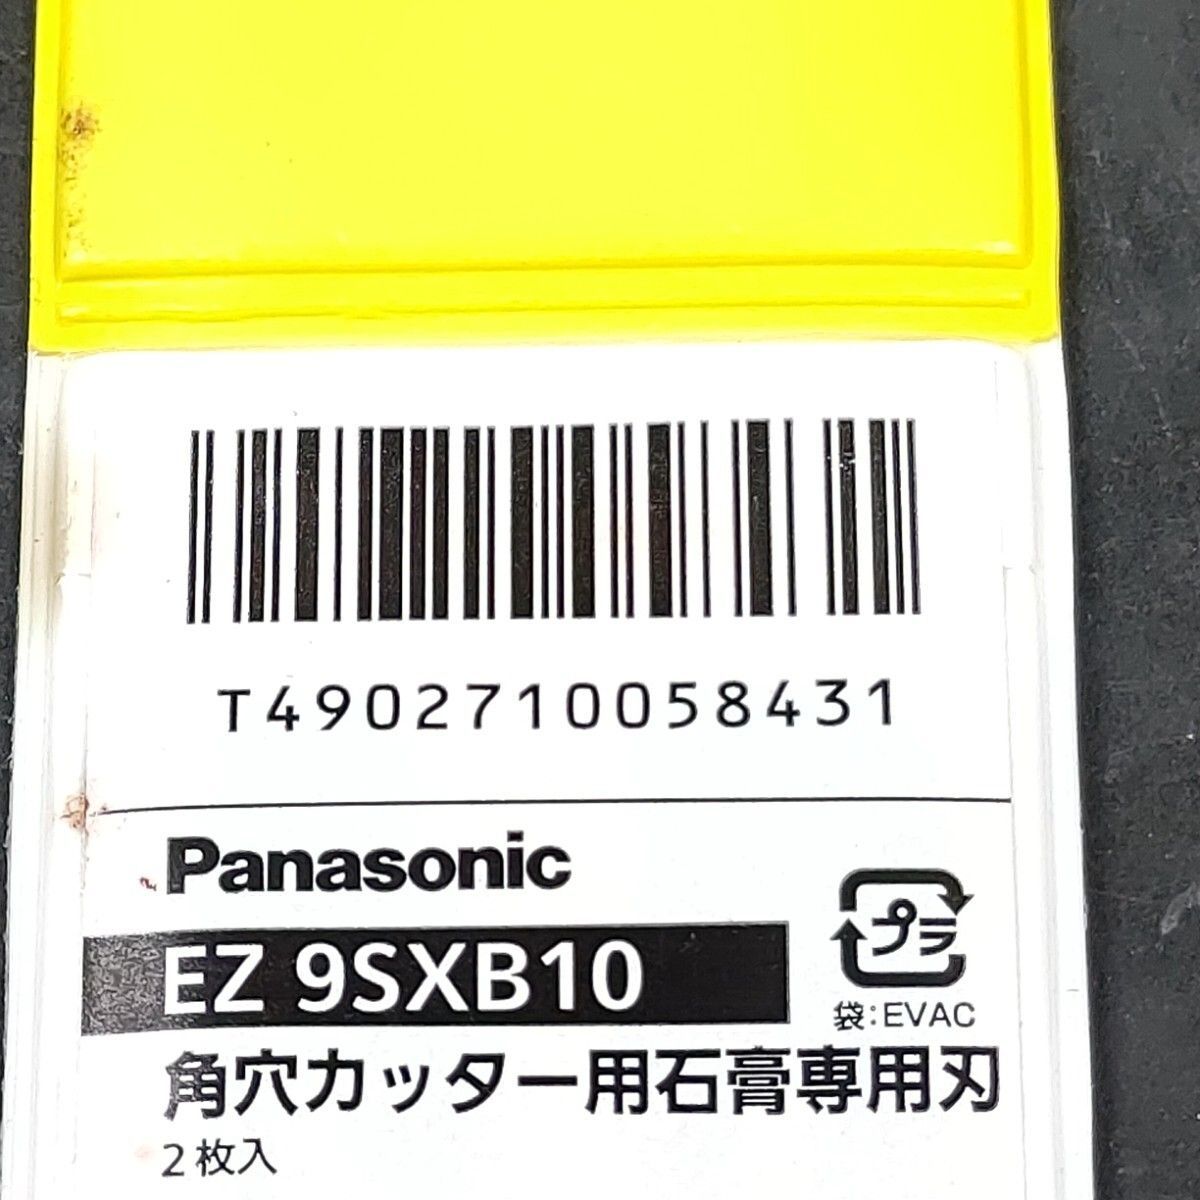 T4902710058431
Panasonic
EZ 9SXB10
プラ
袋:EVAC
角穴カッター用石膏専用刃
2枚入